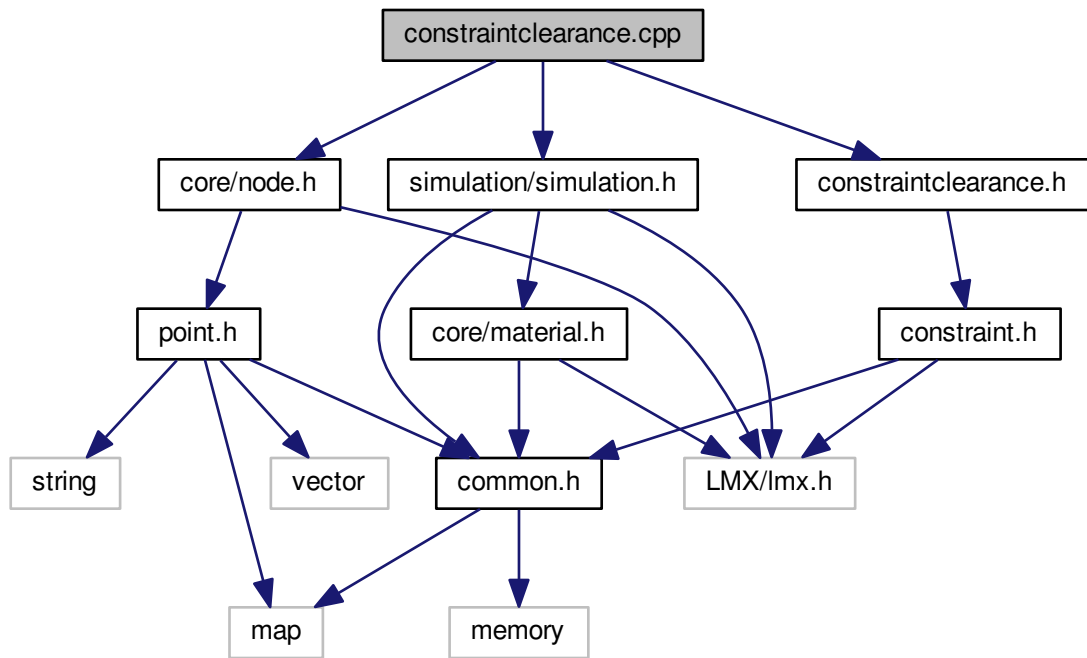 constraintclearance.cpp
core/node.h
simulation/simulation.h
constraintclearance.h
point.h
core/material.h
constraint.h
string
vector
common.h
LMX/lmx.h
map
memory